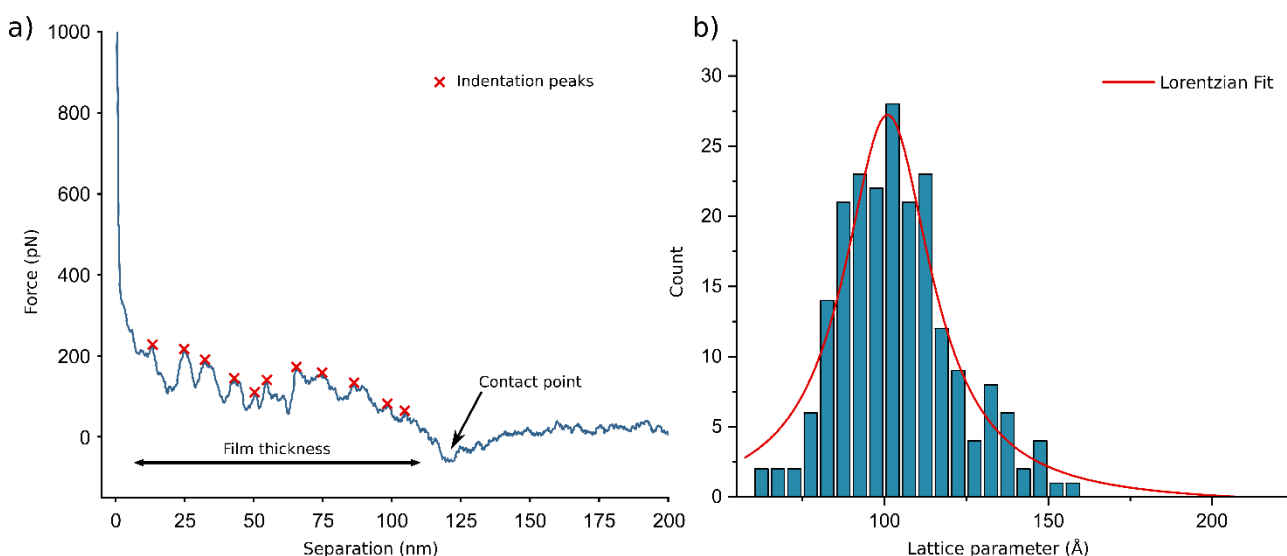 a)
1000
800
600
400
200
0
Force (pN)
Indentation peaks
Contact point
Film thickness
0 25 50 75 100 125 150 175 200
Separation (nm)
b)
30
25
20
15
10
5
0
Count
Lorentzian Fit
100 150 200
Lattice parameter (Å)